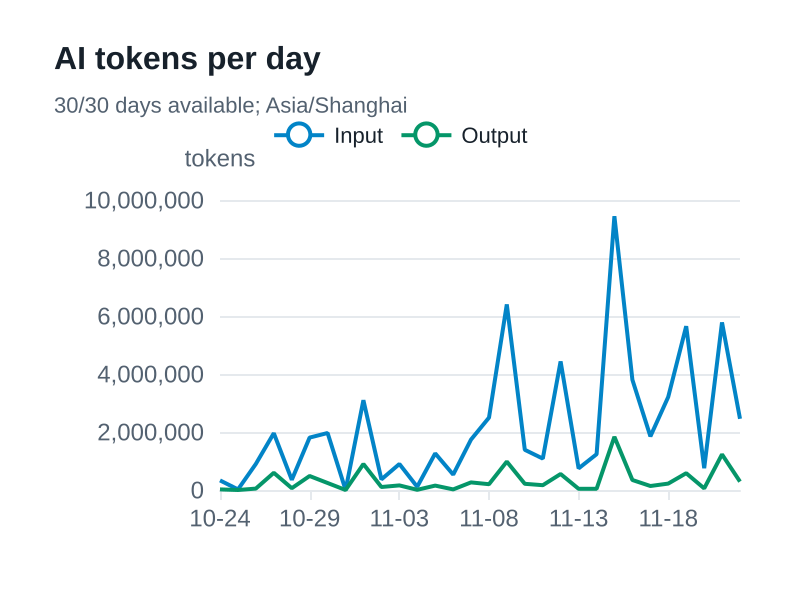 AI tokens per day
30/30 days available; Asia/Shanghai
Input Output
tokens
10,000,000
8,000,000
6,000,000
4,000,000
2,000,000
0
10-24 10-29 11-03 11-08 11-13 11-18